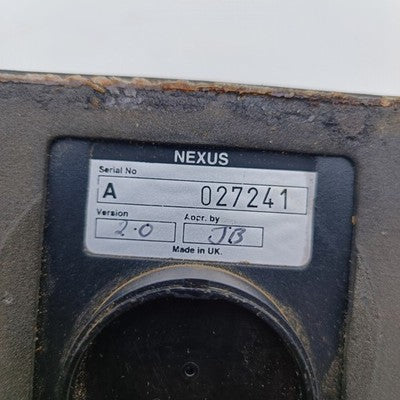 NEXUS
Serial No
A 027241
Version Appr. by
2.0 JB
Made in UK.